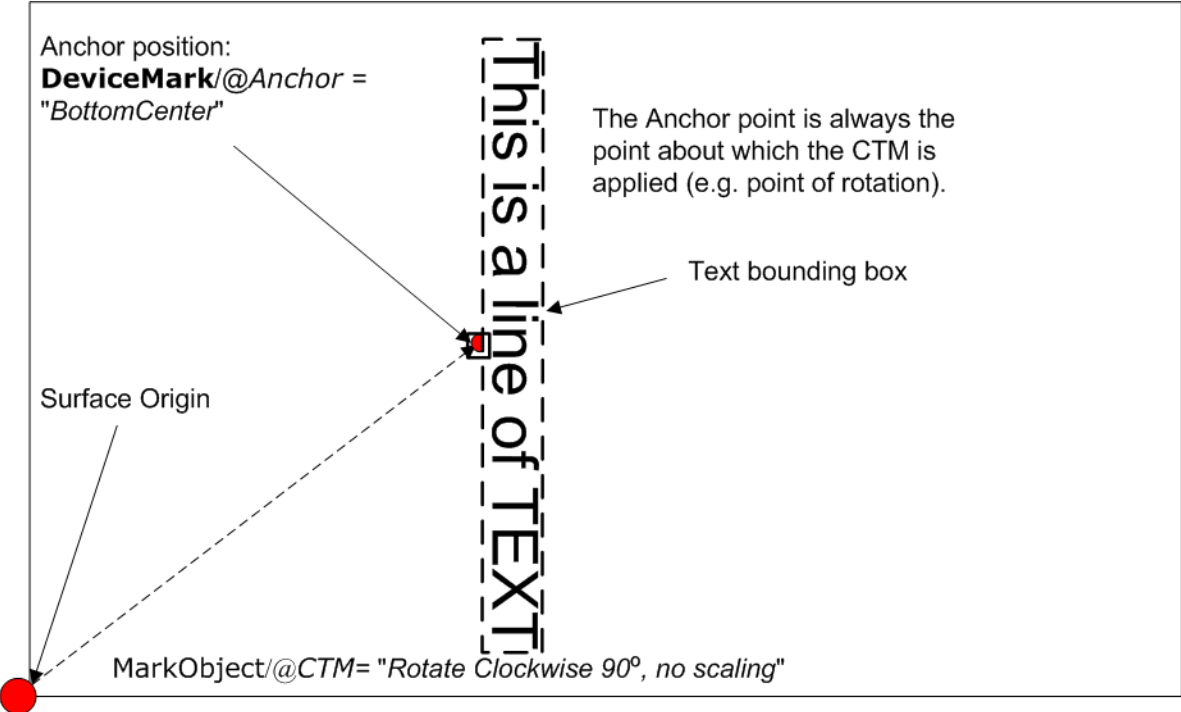 Anchor position:
DeviceMark/@Anchor =
"BottomCenter"
The Anchor point is always the
point about which the CTM is
applied (e.g. point of rotation).
This is a line of TEXT
Text bounding box
Surface Origin
MarkObject/@CTM= "Rotate Clockwise 90º, no scaling"